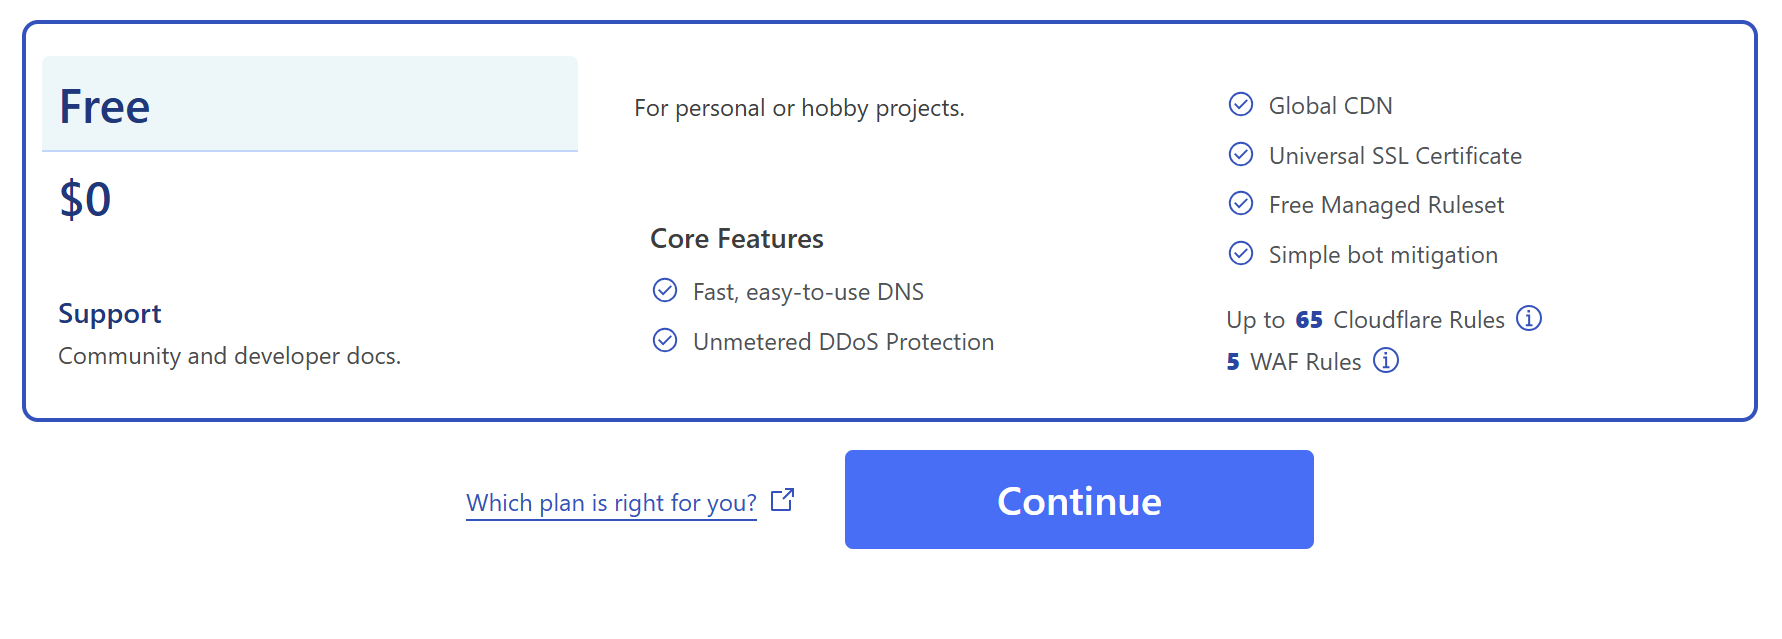 Free
$0
Support
Community and developer docs.
For personal or hobby projects.
Core Features
Fast, easy-to-use DNS
Unmetered DDoS Protection
Global CDN
Universal SSL Certificate
Free Managed Ruleset
Simple bot mitigation
Up to 65 Cloudflare Rules
5 WAF Rules
Which plan is right for you?
Continue